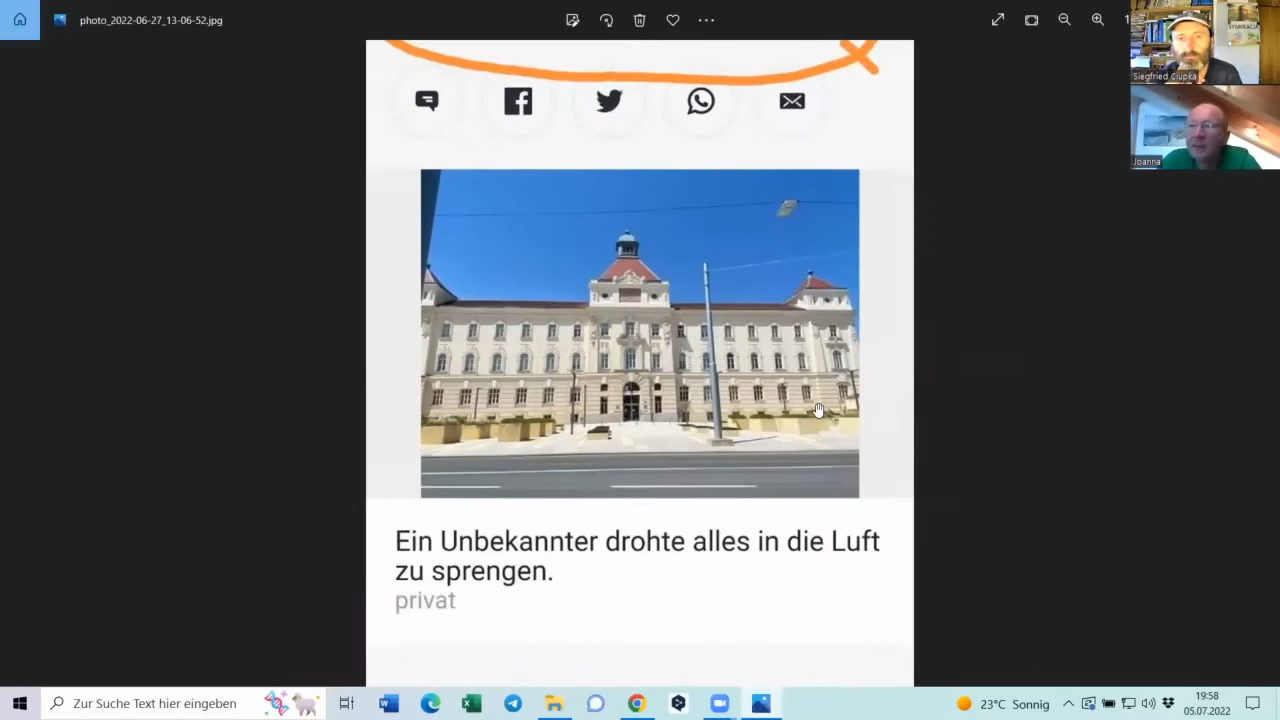 photo_2022-06-27_13-06-52.jpg
Siegfried Ciupka
Joanna
Ein Unbekannter drohte alles in die Luft
zu sprengen.
privat
Zur Suche Text hier eingeben
23°C Sonnig
19:58
05.07.2022